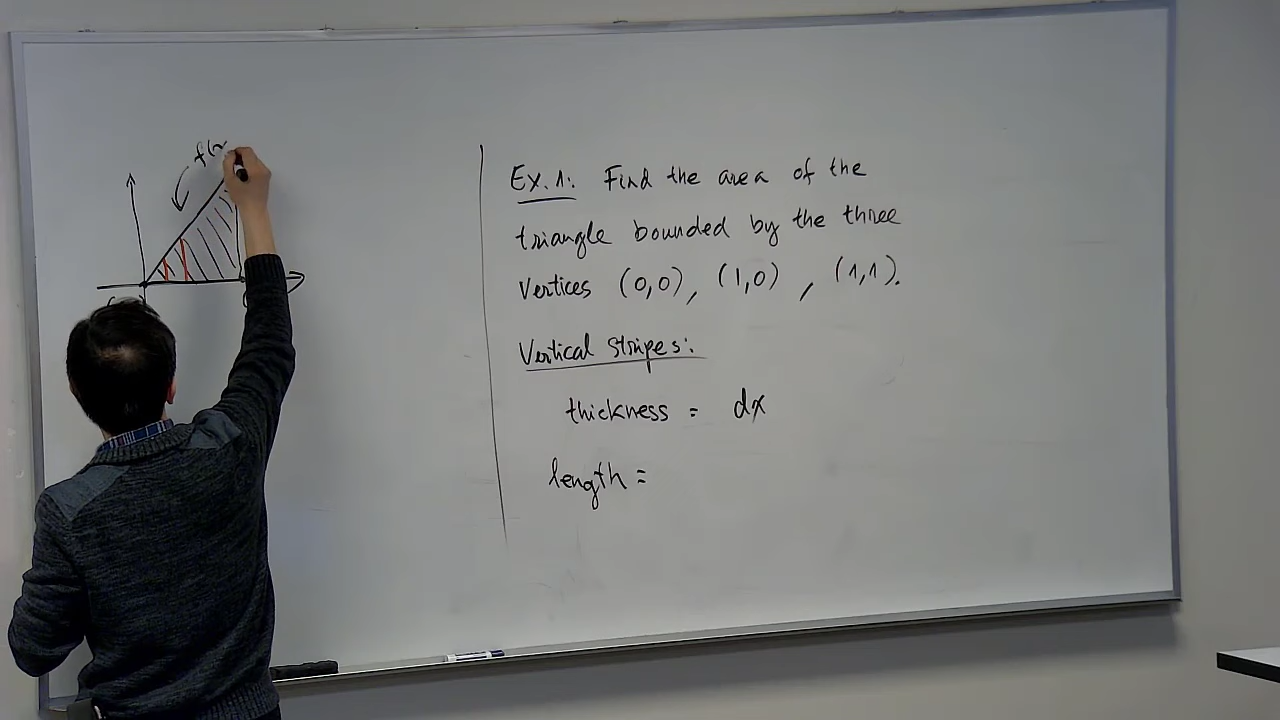 f(x
Ex. 1: Find the area of the
triangle bounded by the three
vertices (0,0), (1,0), (1,1).
Vertical stripes:
thickness = dx
length =